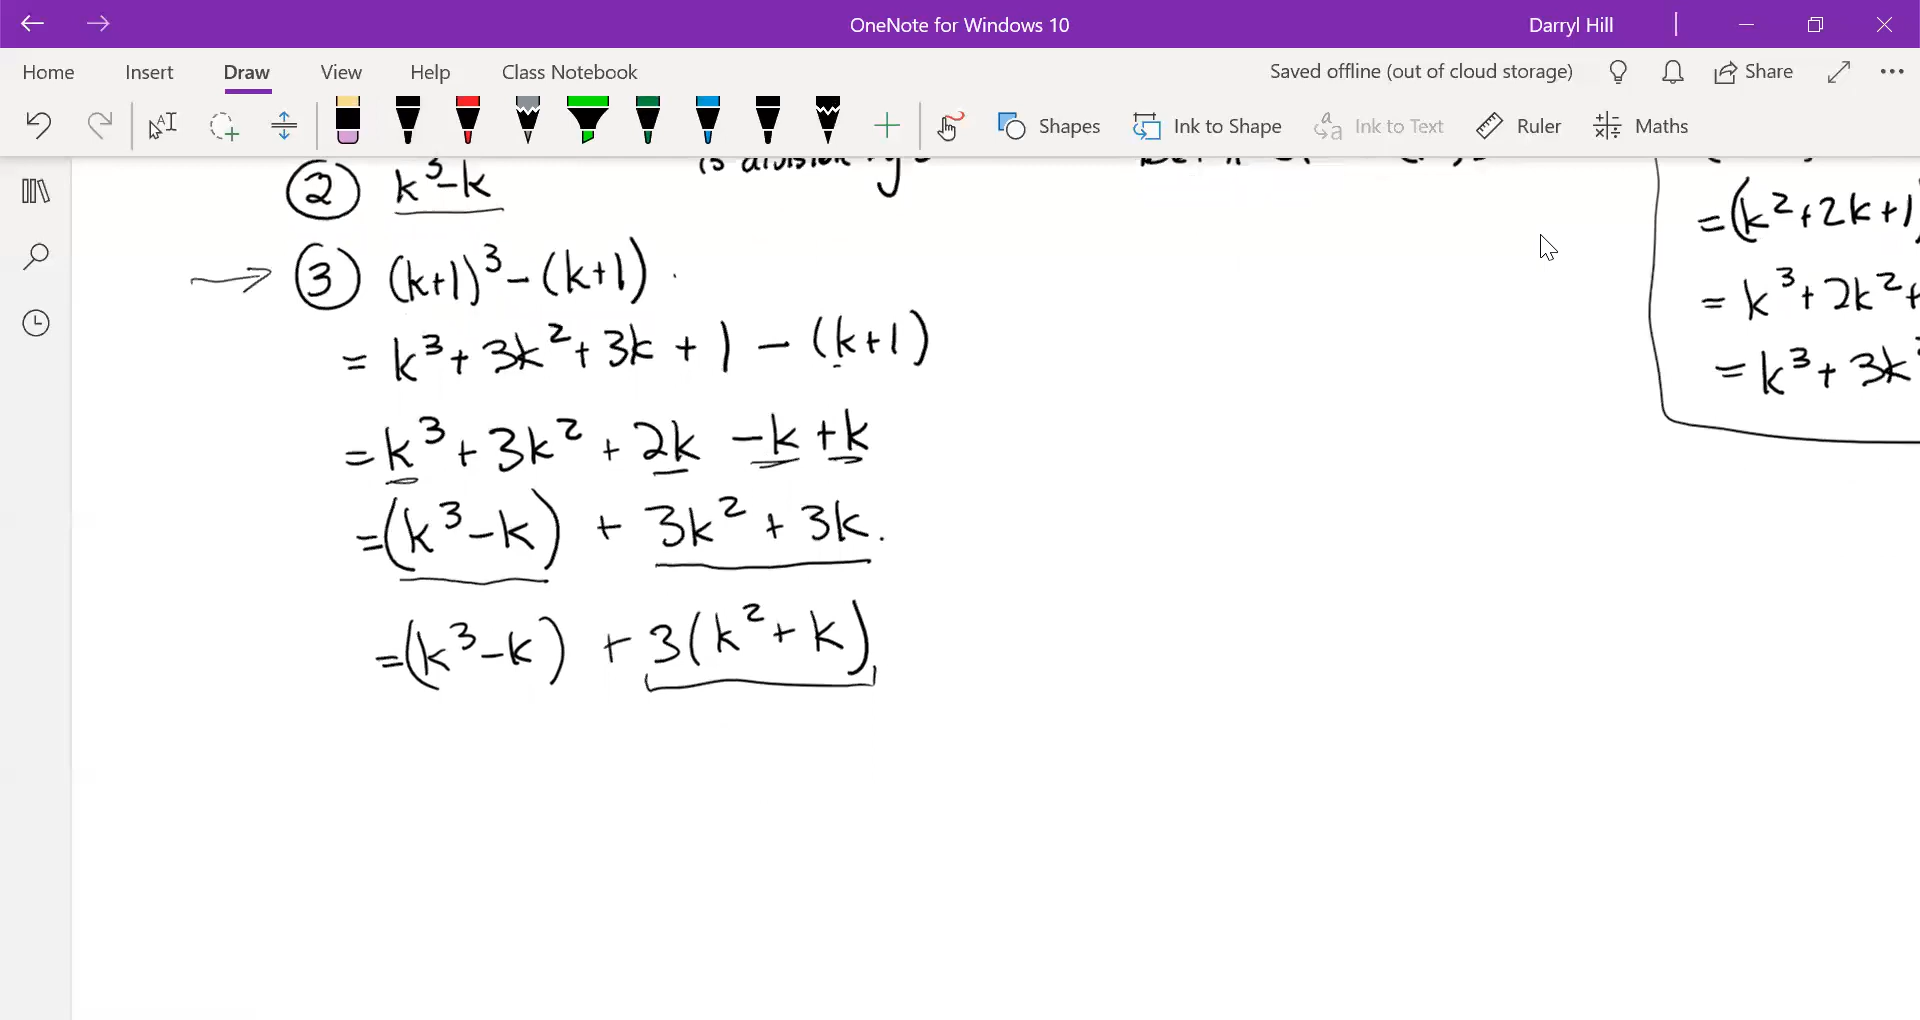 OneNote for Windows 10
Darryl Hill
Home Insert Draw View Help Class Notebook
Saved offline (out of cloud storage) Share
Shapes Ink to Shape Ink to Text Ruler Maths
② k³-k
③ (k+1)³-(k+1)
= k³+3k²+3k+1-(k+1)
= k³+3k²+2k -k +k
=(k³-k) + 3k²+3k.
=(k³-k) +3(k²+k)
=(k²+2k+1)
= k³+2k²+
= k³+3k²